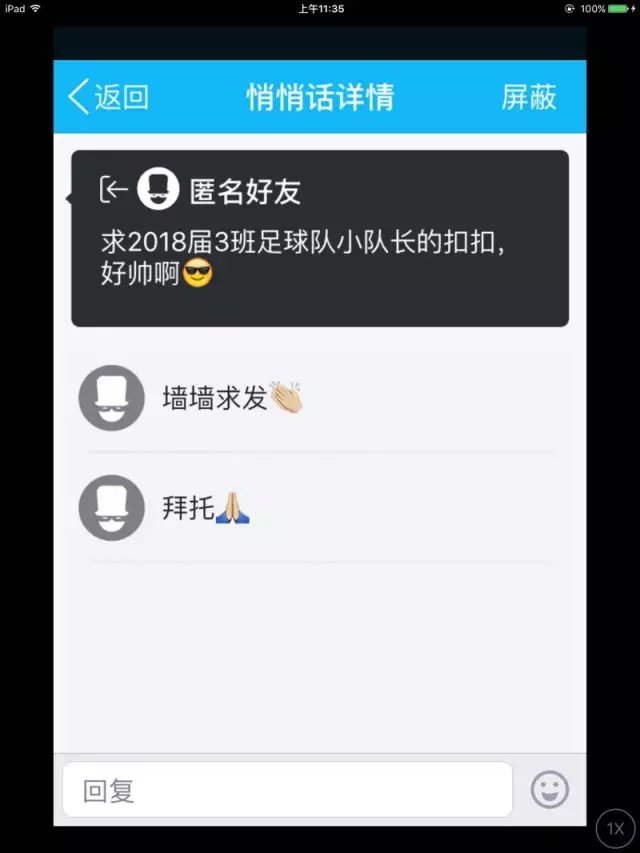 iPad 上午11:35 100%
返回 悄悄话详情 屏蔽
匿名好友
求2018届3班足球队小队长的扣扣，
好帅啊😎
墙墙求发👏🏼
拜托🙏🏼
回复
1X